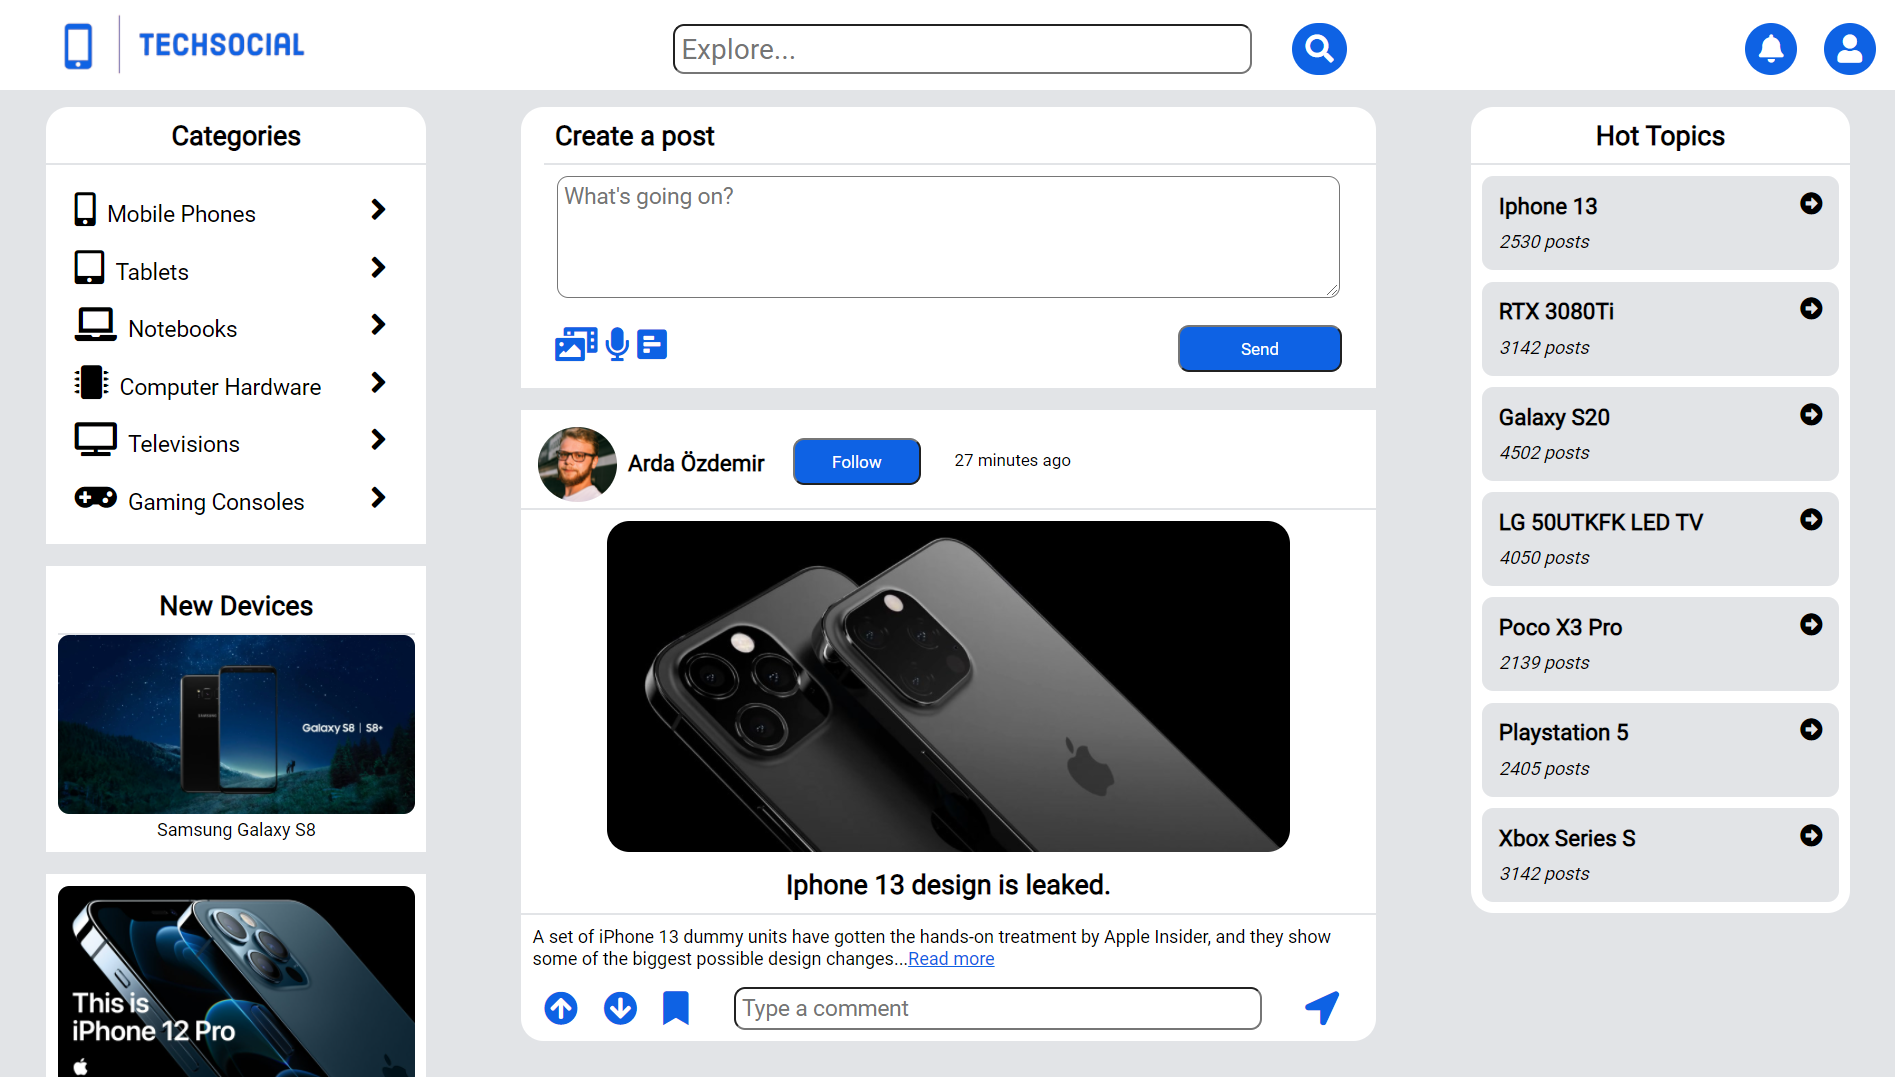 TECHSOCIAL
Explore...
Categories
Mobile Phones
Tablets
Notebooks
Computer Hardware
Televisions
Gaming Consoles
New Devices
SAMSUNG
Galaxy S8 | S8+
Samsung Galaxy S8
This is
iPhone 12 Pro
Create a post
What's going on?
Send
Arda Özdemir
Follow
27 minutes ago
Iphone 13 design is leaked.
A set of iPhone 13 dummy units have gotten the hands-on treatment by Apple Insider, and they show
some of the biggest possible design changes...Read more
Type a comment
Hot Topics
Iphone 13
2530 posts
RTX 3080Ti
3142 posts
Galaxy S20
4502 posts
LG 50UTKFK LED TV
4050 posts
Poco X3 Pro
2139 posts
Playstation 5
2405 posts
Xbox Series S
3142 posts